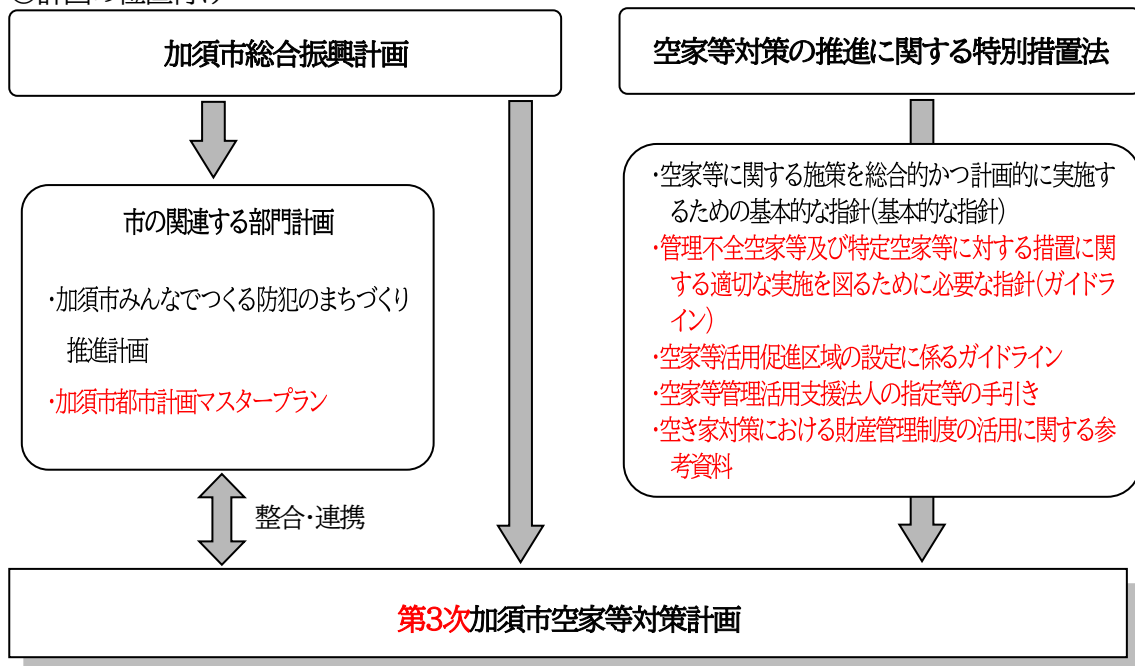 ○計画の位置付け
加須市総合振興計画
空家等対策の推進に関する特別措置法
市の関連する部門計画
・加須市みんなでつくる防犯のまちづくり
推進計画
・加須市都市計画マスタープラン
・空家等に関する施策を総合的かつ計画的に実施す
るための基本的な指針(基本的な指針)
・管理不全空家等及び特定空家等に対する措置に関
する適切な実施を図るために必要な指針(ガイドラ
イン)
・空家等活用促進区域の設定に係るガイドライン
・空家等管理活用支援法人の指定等の手引き
・空き家対策における財産管理制度の活用に関する参
考資料
整合・連携
第3次加須市空家等対策計画